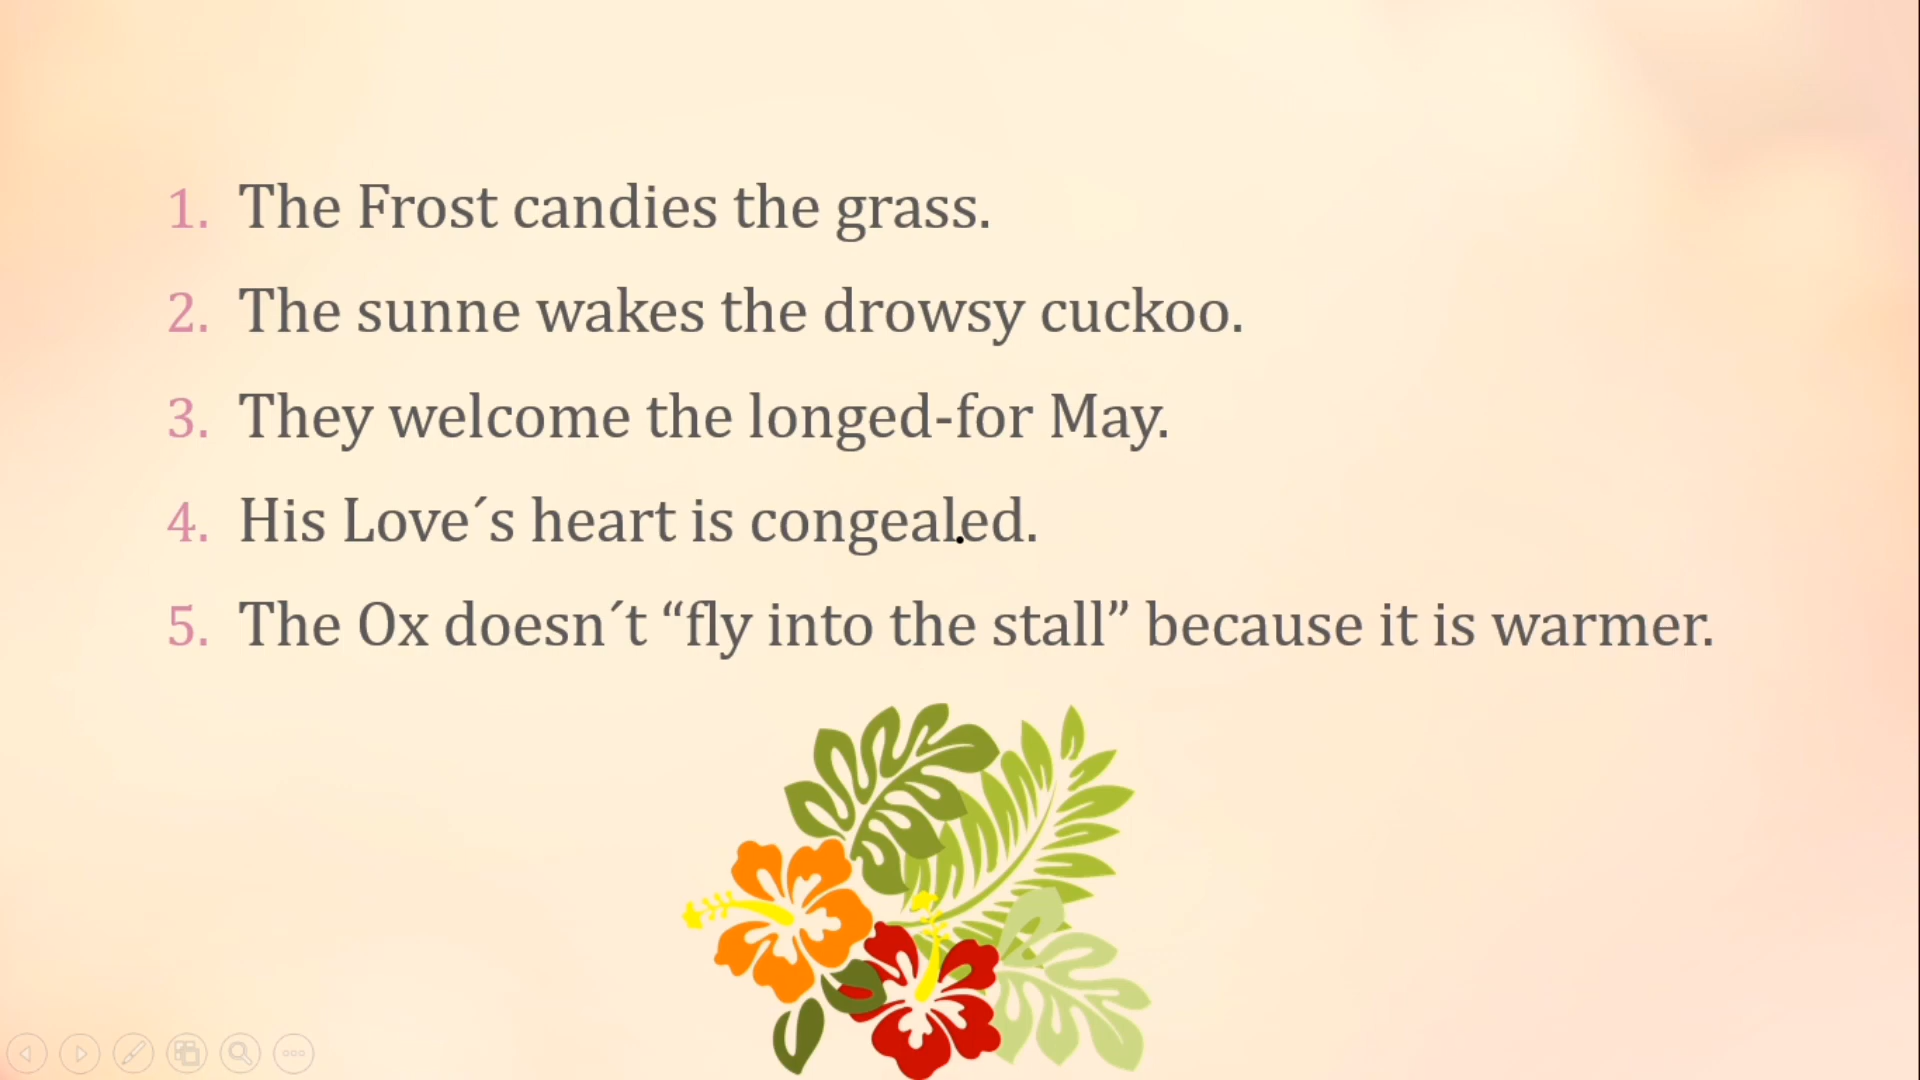 1. The Frost candies the grass.
2. The sunne wakes the drowsy cuckoo.
3. They welcome the longed-for May.
4. His Love´s heart is congealed.
5. The Ox doesn´t “fly into the stall” because it is warmer.